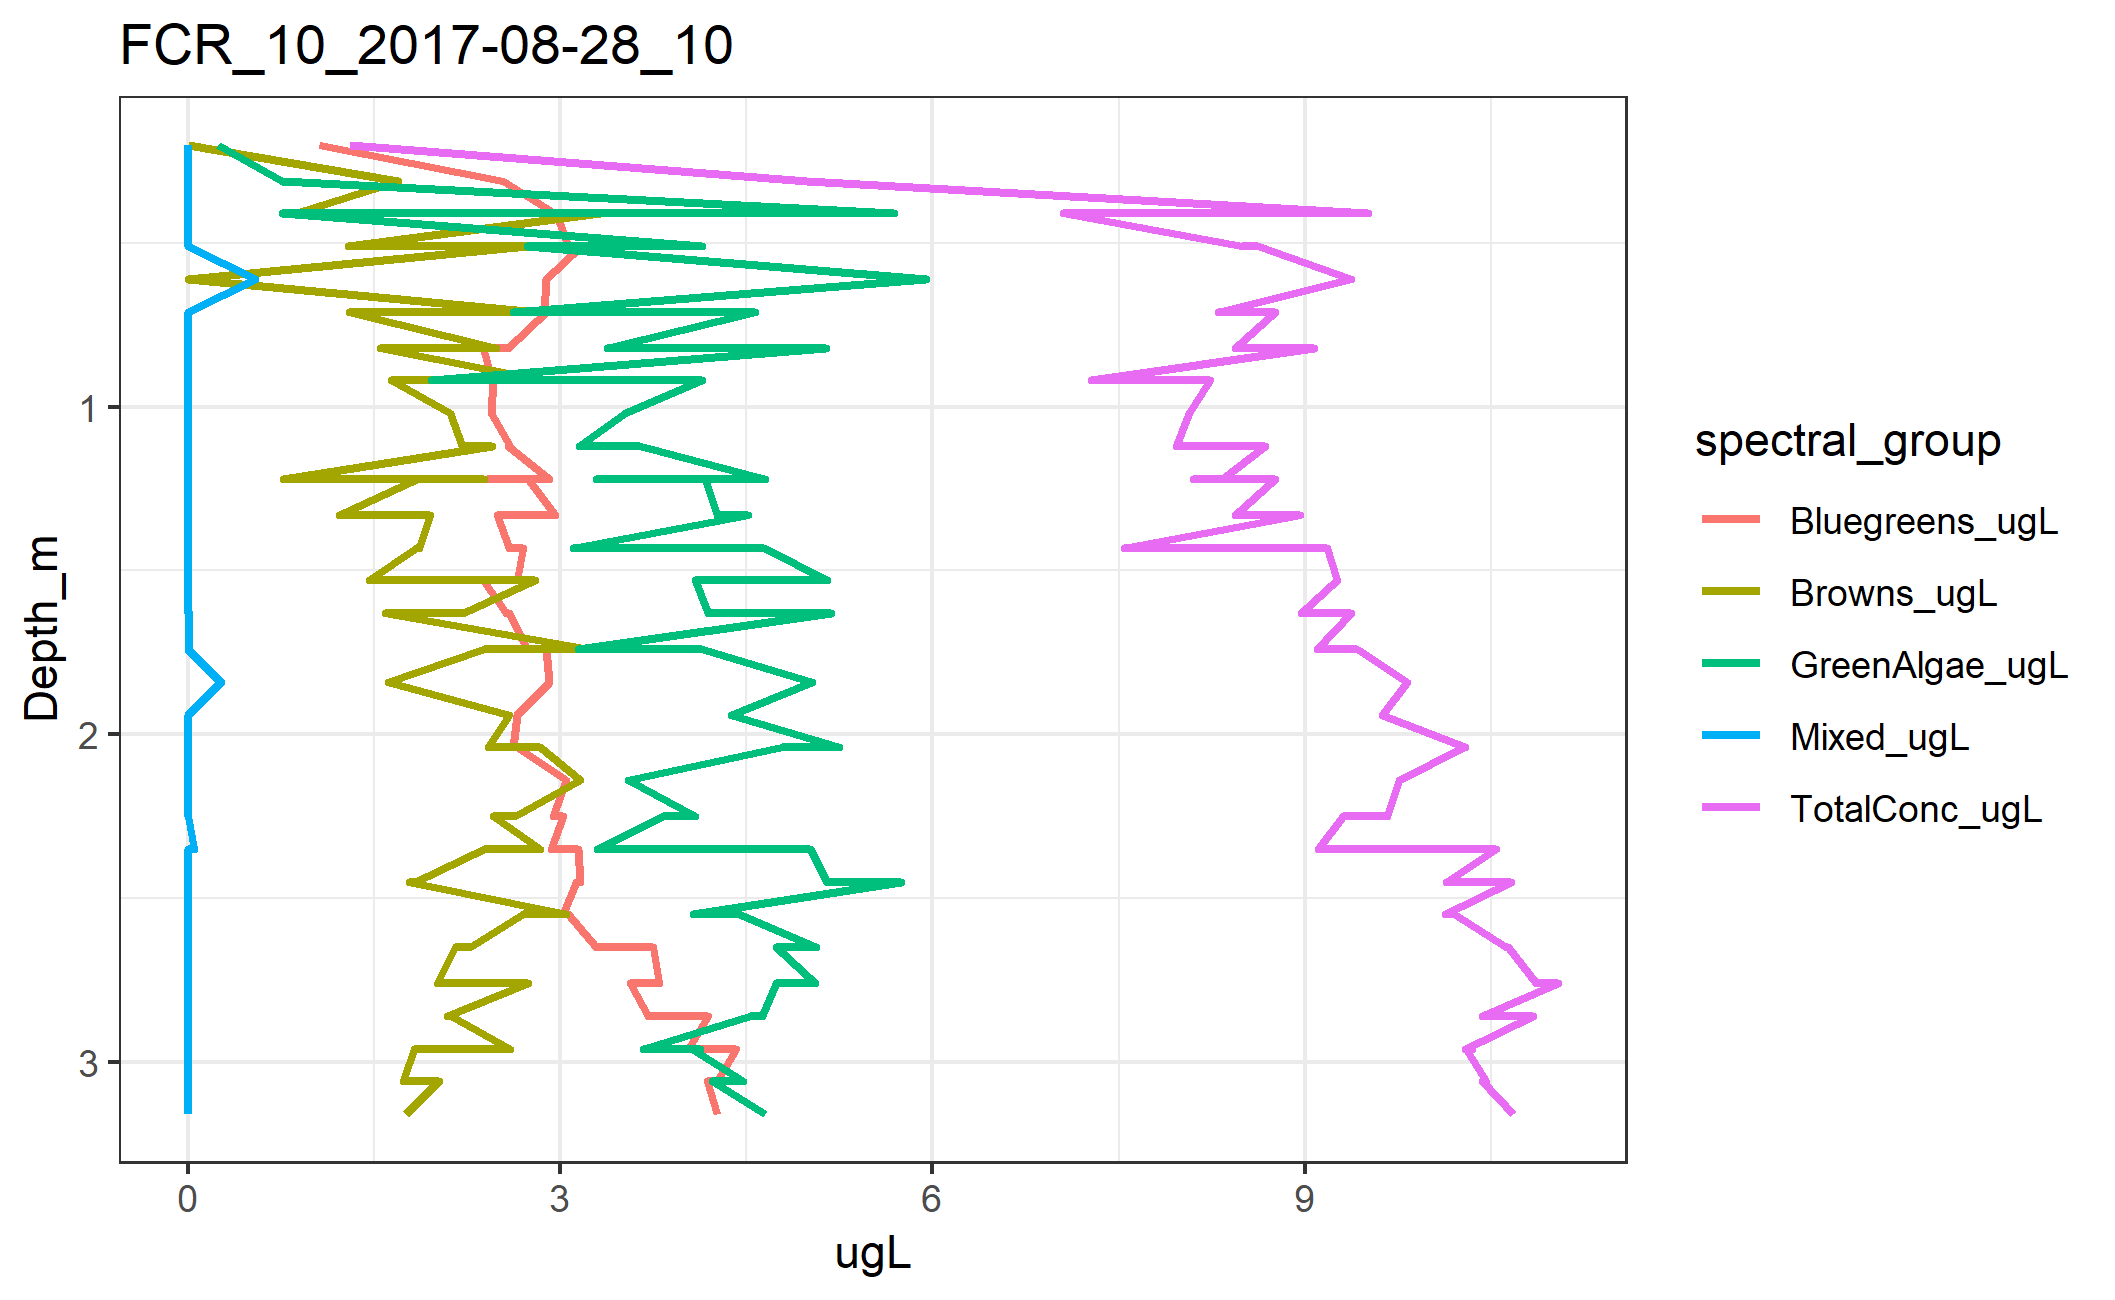 FCR_10_2017-08-28_10
Depth_m
1
2
3
0 3 6 9
ugL
spectral_group
Bluegreens_ugL
Browns_ugL
GreenAlgae_ugL
Mixed_ugL
TotalConc_ugL